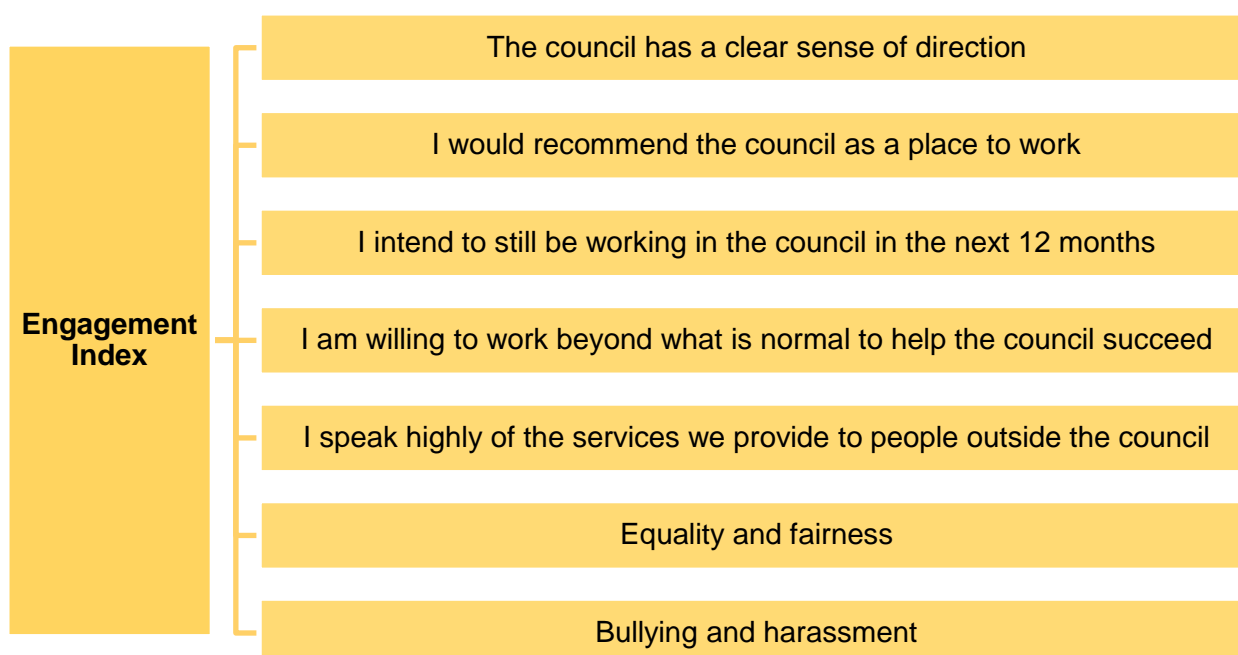 Engagement
Index
The council has a clear sense of direction
I would recommend the council as a place to work
I intend to still be working in the council in the next 12 months
I am willing to work beyond what is normal to help the council succeed
I speak highly of the services we provide to people outside the council
Equality and fairness
Bullying and harassment